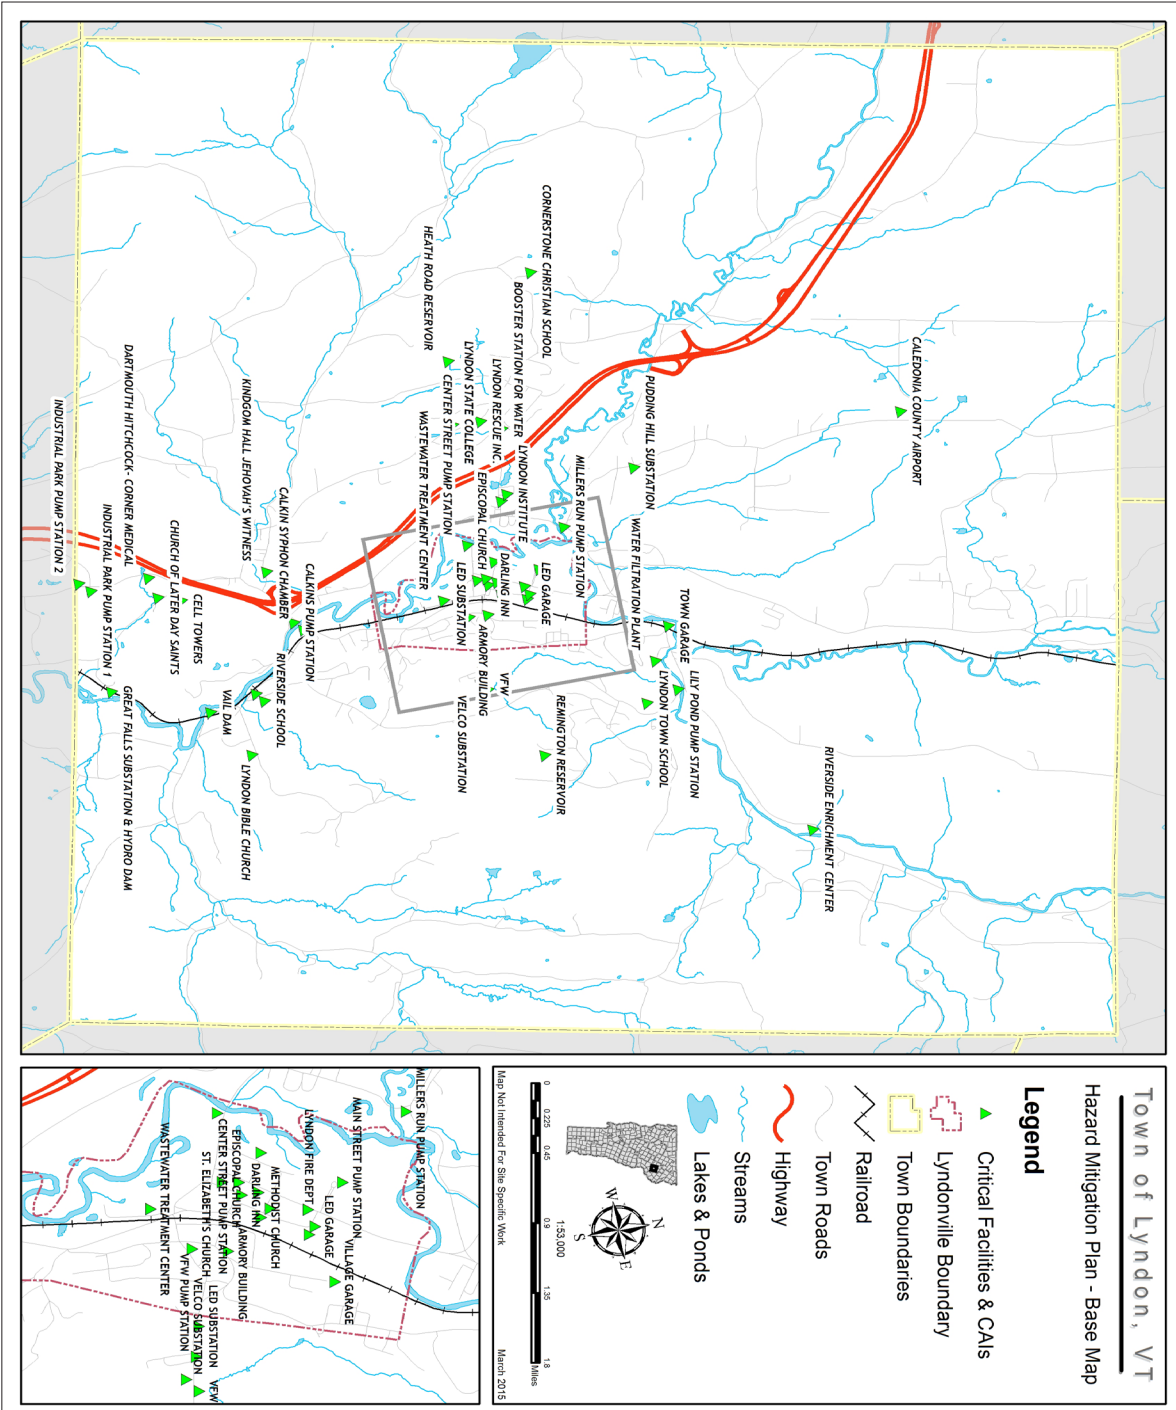 Town of Lyndon, VT
Hazard Mitigation Plan - Base Map
Legend
Critical Facilities & CAIs
Lyndonville Boundary
Town Boundaries
Railroad
Town Roads
Highway
Streams
Lakes & Ponds
N
W
E
S
1:53,000
0
0.225
0.45
0.9
1.35
1.8
Miles
Map Not Intended For Site Specific Work
March 2015
CALEDONIA COUNTY AIRPORT
RIVERSIDE ENRICHMENT CENTER
LILY POND PUMP STATION
TOWN GARAGE
LYNDON TOWN SCHOOL
PUDDING HILL SUBSTATION
WATER FILTRATION PLANT
MILLERS RUN PUMP STATION
REMINGTON RESERVOIR
CORNERSTONE CHRISTIAN SCHOOL
LED GARAGE
BOOSTER STATION FOR WATER
LYNDON INSTITUTE
DARLING INN
VFW
LYNDON RESCUE INC.
EPISCOPAL CHURCH
ARMORY BUILDING
LYNDON STATE COLLEGE
LED SUBSTATION
VELCO SUBSTATION
CENTER STREET PUMP STATION
HEATH ROAD RESERVOIR
WASTEWATER TREATMENT CENTER
CALKINS PUMP STATION
CALKIN SYPHON CHAMBER
RIVERSIDE SCHOOL
KINDGOM HALL JEHOVAH'S WITNESS
LYNDON BIBLE CHURCH
VAIL DAM
CELL TOWERS
CHURCH OF LATER DAY SAINTS
DARTMOUTH HITCHCOCK - CORNER MEDICAL
GREAT FALLS SUBSTATION & HYDRO DAM
INDUSTRIAL PARK PUMP STATION 1
INDUSTRIAL PARK PUMP STATION 2
MILLERS RUN PUMP STATION
MAIN STREET PUMP STATION
VILLAGE GARAGE
LED GARAGE
LYNDON FIRE DEPT
METHODIST CHURCH
DARLING INN
EPISCOPAL CHURCH
ARMORY BUILDING
CENTER STREET PUMP STATION
ST. ELIZABETHS CHURCH
LED SUBSTATION
VFW
VELCO SUBSTATION
VFW PUMP STATION
WASTEWATER TREATMENT CENTER